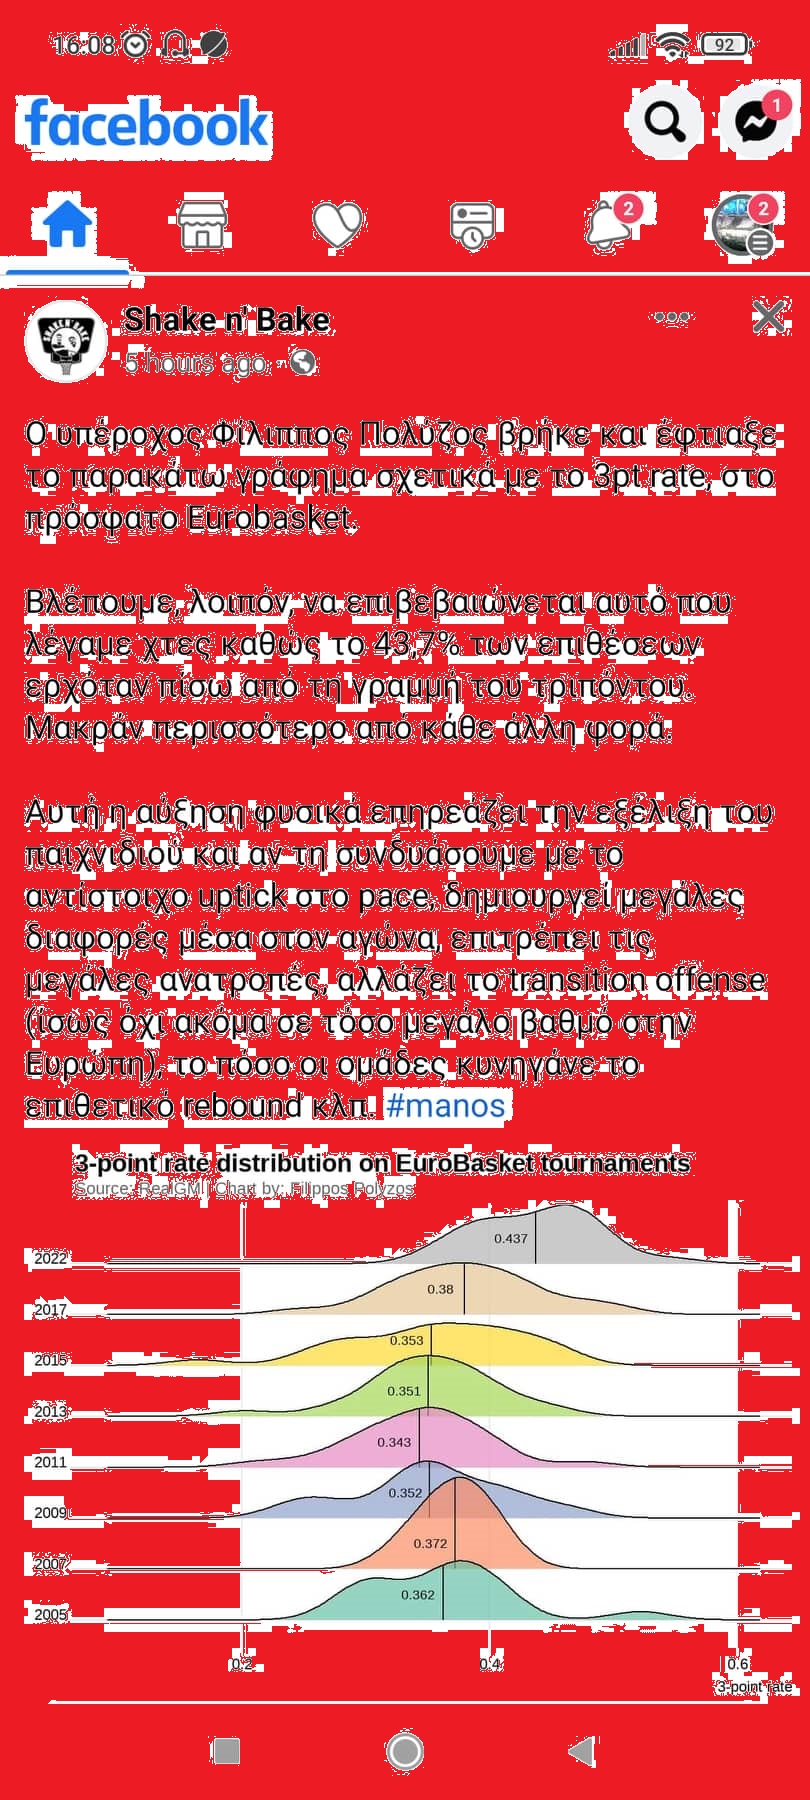 16:08
92
facebook
1
2
2
Shake n' Bake
5 hours ago
Ο υπέροχος Φίλιππος Πολύζος βρήκε και έφτιαξε
το παρακάτω γράφημα σχετικά με το 3pt rate, στο
πρόσφατο Eurobasket.
Βλέπουμε, λοιπόν, να επιβεβαιώνεται αυτό που
λέγαμε χτες καθώς το 43,7% των επιθέσεων
ερχόταν πίσω από τη γραμμή του τριπόντου.
Μακράν περισσότερο από κάθε άλλη φορά.
Αυτή η αύξηση φυσικά επηρεάζει την εξέλιξη του
παιχνιδιού και αν τη συνδυάσουμε με το
αντίστοιχο uptick στο pace, δημιουργεί μεγάλες
διαφορές μέσα στον αγώνα, επιτρέπει τις
μεγάλες ανατροπές, αλλάζει το transition offense
(ίσως όχι ακόμα σε τόσο μεγάλο βαθμό στην
Ευρώπη), το πόσο οι ομάδες κυνηγάνε το
επιθετικό rebound κλπ. #manos
3-point rate distribution on EuroBasket tournaments
Source: RealGM | Chart by: Filippos Polyzos
2022 0.437
2017 0.38
2015 0.353
2013 0.351
2011 0.343
2009 0.352
2007 0.372
2005 0.362
0.2 0.4 0.6
3-point rate